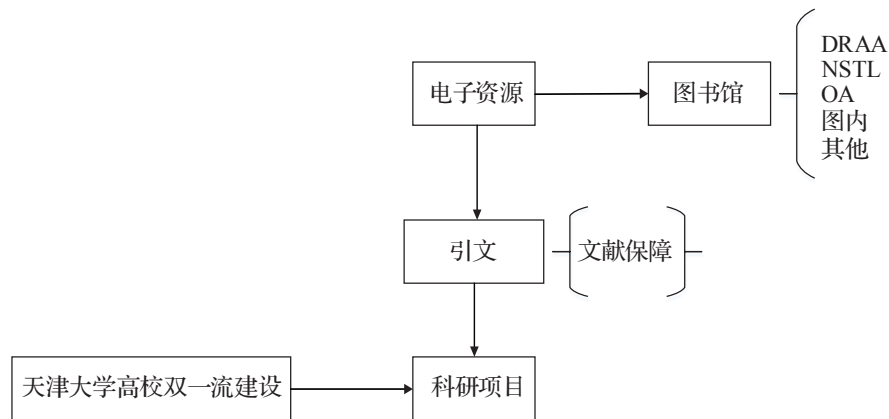 DRAA
NSTL
OA
图内
其他
电子资源
图书馆
引文
文献保障
天津大学高校双一流建设
科研项目